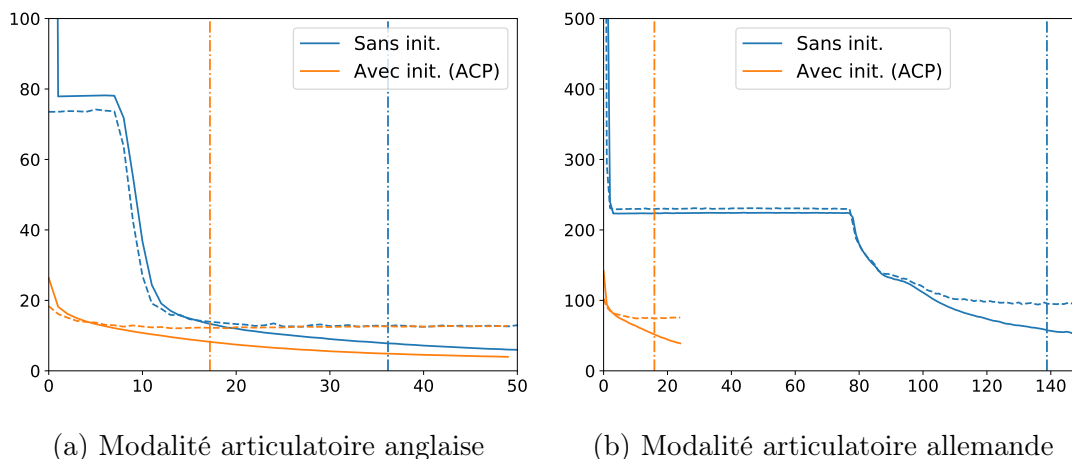 100
80
60
40
20
0
0 10 20 30 40 50
Sans init.
Avec init. (ACP)
(a) Modalité articulatoire anglaise
500
400
300
200
100
0
0 20 40 60 80 100 120 140
Sans init.
Avec init. (ACP)
(b) Modalité articulatoire allemande